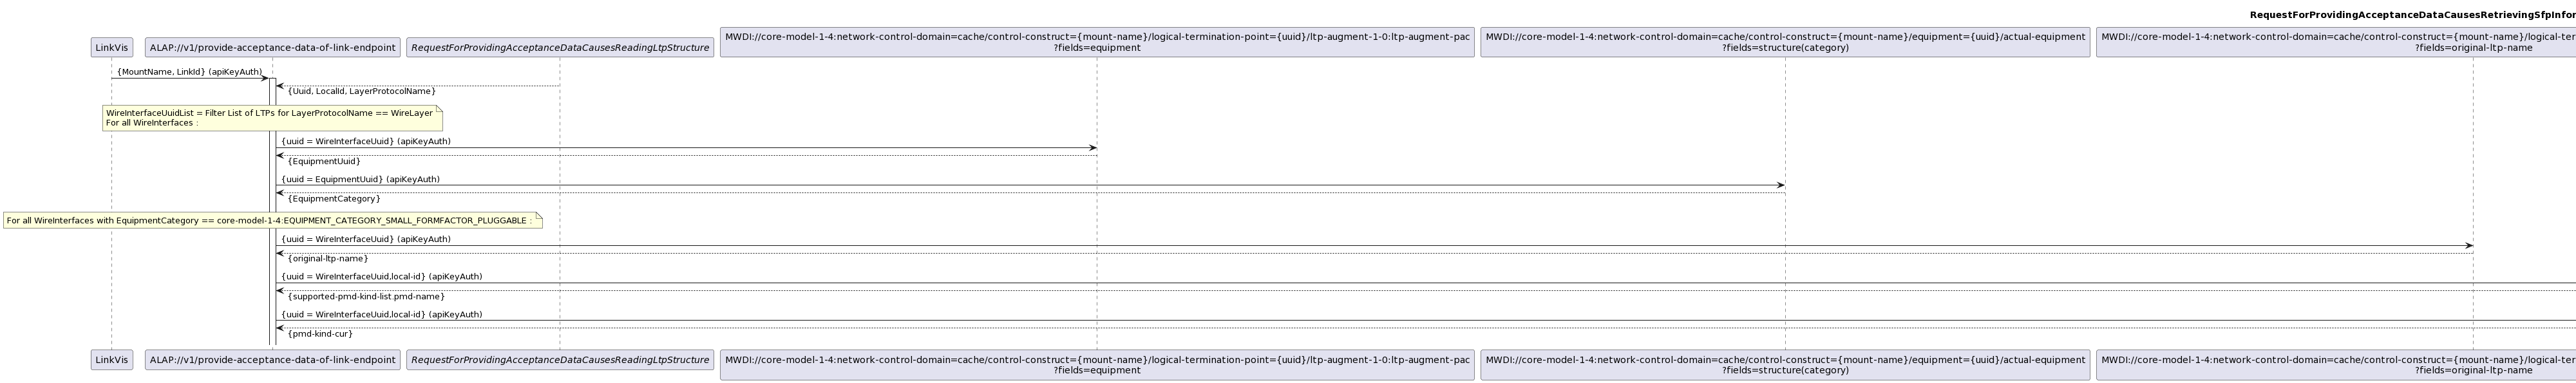 RequestForProvidingAcceptanceDataCausesRetrievingSfpInfor
LinkVis
ALAP://v1/provide-acceptance-data-of-link-endpoint
RequestForProvidingAcceptanceDataCausesReadingLtpStructure
MWDI://core-model-1-4:network-control-domain=cache/control-construct={mount-name}/logical-termination-point={uuid}/ltp-augment-1-0:ltp-augment-pac
?fields=equipment
MWDI://core-model-1-4:network-control-domain=cache/control-construct={mount-name}/equipment={uuid}/actual-equipment
?fields=structure(category)
MWDI://core-model-1-4:network-control-domain=cache/control-construct={mount-name}/logical-ter
?fields=original-ltp-name
{MountName, LinkId} (apiKeyAuth)
{Uuid, LocalId, LayerProtocolName}
WireInterfaceUuidList = Filter List of LTPs for LayerProtocolName == WireLayer
For all WireInterfaces :
{uuid = WireInterfaceUuid} (apiKeyAuth)
{EquipmentUuid}
{uuid = EquipmentUuid} (apiKeyAuth)
{EquipmentCategory}
For all WireInterfaces with EquipmentCategory == core-model-1-4:EQUIPMENT_CATEGORY_SMALL_FORMFACTOR_PLUGGABLE :
{uuid = WireInterfaceUuid} (apiKeyAuth)
{original-ltp-name}
{uuid = WireInterfaceUuid,local-id} (apiKeyAuth)
{supported-pmd-kind-list.pmd-name}
{uuid = WireInterfaceUuid,local-id} (apiKeyAuth)
{pmd-kind-cur}
LinkVis
ALAP://v1/provide-acceptance-data-of-link-endpoint
RequestForProvidingAcceptanceDataCausesReadingLtpStructure
MWDI://core-model-1-4:network-control-domain=cache/control-construct={mount-name}/logical-termination-point={uuid}/ltp-augment-1-0:ltp-augment-pac
?fields=equipment
MWDI://core-model-1-4:network-control-domain=cache/control-construct={mount-name}/equipment={uuid}/actual-equipment
?fields=structure(category)
MWDI://core-model-1-4:network-control-domain=cache/control-construct={mount-name}/logical-ter
?fields=original-ltp-name